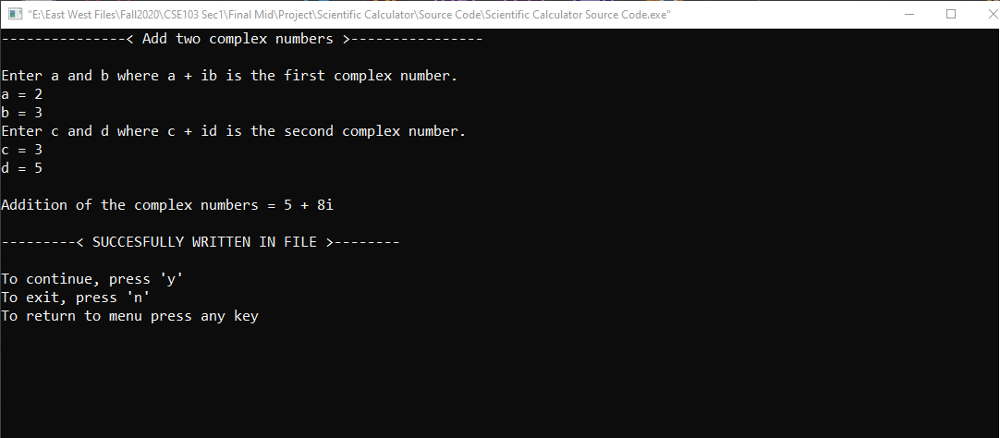 "E:\East West Files\Fall2020\CSE103 Sec1\Final Mid\Project\Scientific Calculator\Source Code\Scientific Calculator Source Code.exe"
---------------< Add two complex numbers >----------------
Enter a and b where a + ib is the first complex number.
a = 2
b = 3
Enter c and d where c + id is the second complex number.
c = 3
d = 5
Addition of the complex numbers = 5 + 8i
---------< SUCCESFULLY WRITTEN IN FILE >--------
To continue, press 'y'
To exit, press 'n'
To return to menu press any key